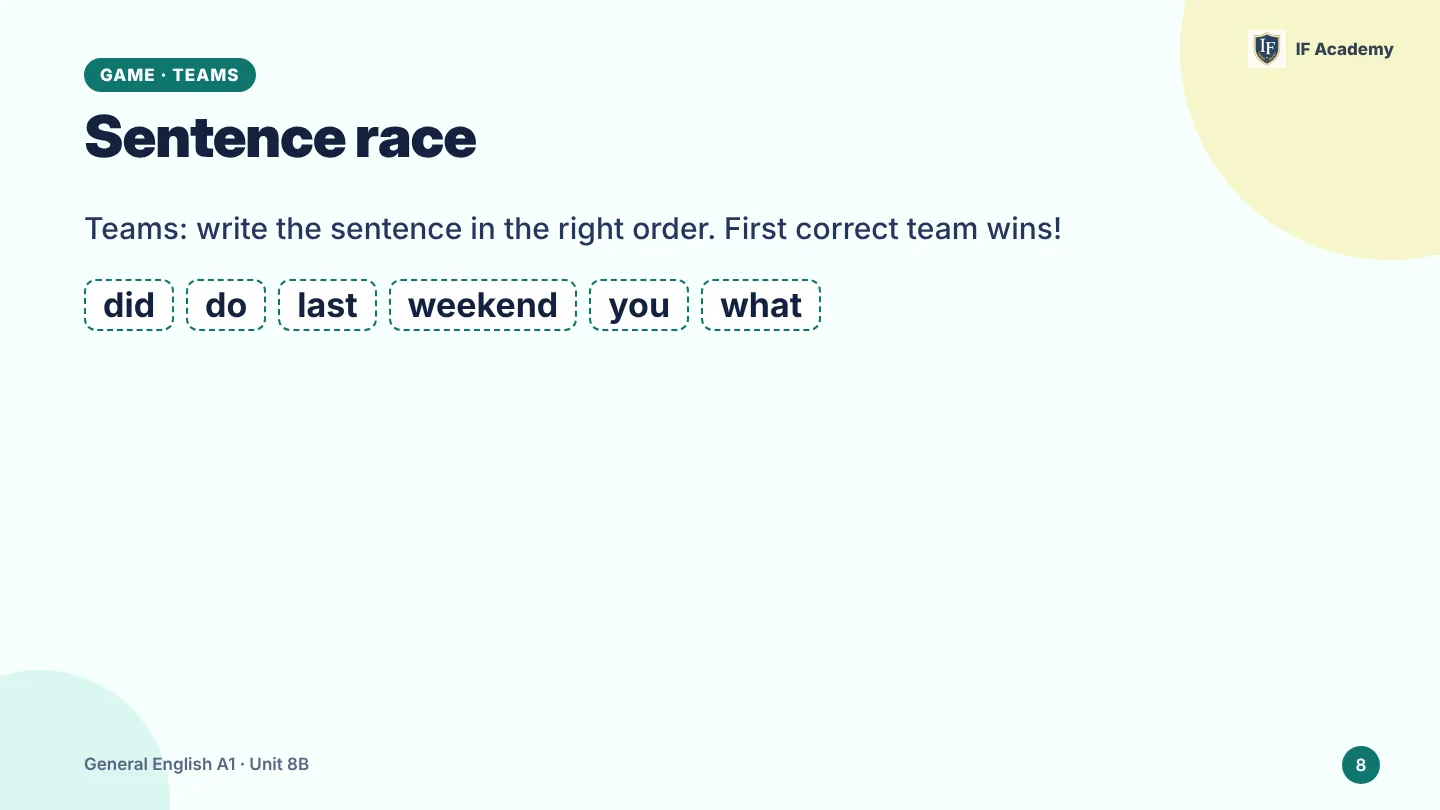 IF Academy
GAME · TEAMS
Sentence race
Teams: write the sentence in the right order. First correct team wins!
did do last weekend you what
General English A1 · Unit 8B
8